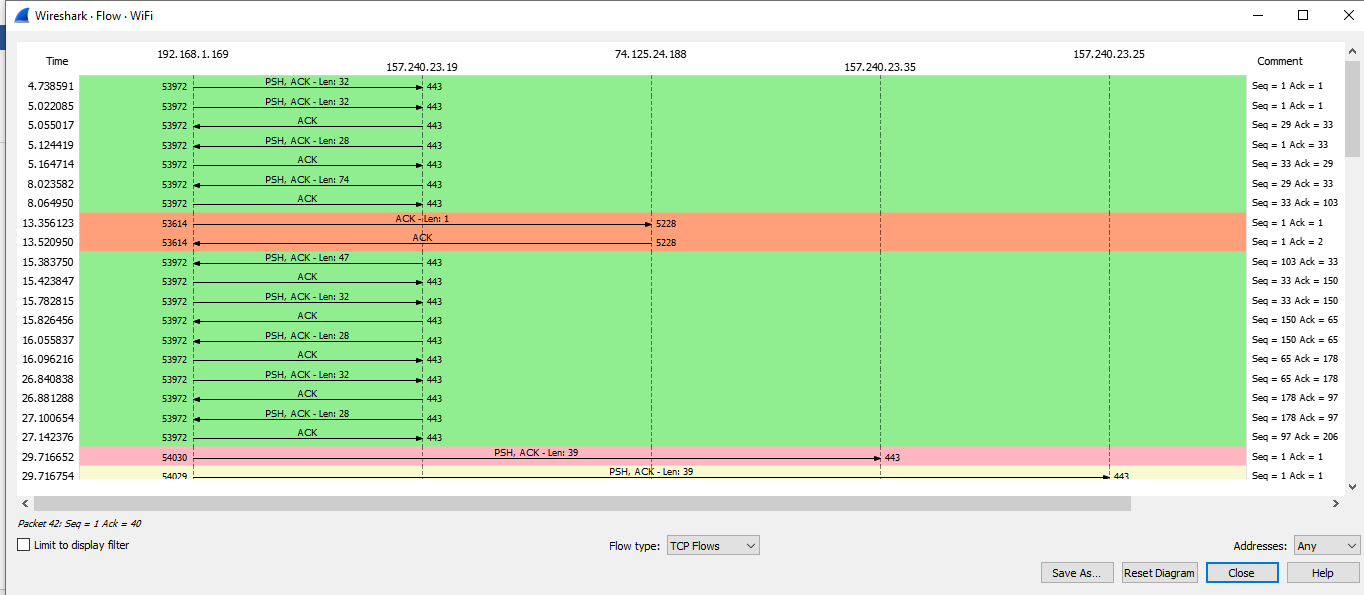 Wireshark · Flow · WiFi
192.168.1.169 74.125.24.188 157.240.23.25
Time 157.240.23.19 157.240.23.35 Comment
4.738591 53972 PSH, ACK - Len: 32 443 Seq = 1 Ack = 1
5.022085 53972 PSH, ACK - Len: 32 443 Seq = 1 Ack = 1
5.055017 53972 ACK 443 Seq = 29 Ack = 33
5.124419 53972 PSH, ACK - Len: 28 443 Seq = 1 Ack = 33
5.164714 53972 ACK 443 Seq = 33 Ack = 29
8.023582 53972 PSH, ACK - Len: 74 443 Seq = 29 Ack = 33
8.064950 53972 ACK 443 Seq = 33 Ack = 103
13.356123 53614 ACK - Len: 1 5228 Seq = 1 Ack = 1
13.520950 53614 ACK 5228 Seq = 1 Ack = 2
15.383750 53972 PSH, ACK - Len: 47 443 Seq = 103 Ack = 33
15.423847 53972 ACK 443 Seq = 33 Ack = 150
15.782815 53972 PSH, ACK - Len: 32 443 Seq = 33 Ack = 150
15.826456 53972 ACK 443 Seq = 150 Ack = 65
16.055837 53972 PSH, ACK - Len: 28 443 Seq = 150 Ack = 65
16.096216 53972 ACK 443 Seq = 65 Ack = 178
26.840838 53972 PSH, ACK - Len: 32 443 Seq = 65 Ack = 178
26.881288 53972 ACK 443 Seq = 178 Ack = 97
27.100654 53972 PSH, ACK - Len: 28 443 Seq = 178 Ack = 97
27.142376 53972 ACK 443 Seq = 97 Ack = 206
29.716652 54030 PSH, ACK - Len: 39 443 Seq = 1 Ack = 1
29.716754 54029 PSH, ACK - Len: 39 443 Seq = 1 Ack = 1
Packet 42: Seq = 1 Ack = 40
Limit to display filter Flow type: TCP Flows Addresses: Any
Save As... Reset Diagram Close Help